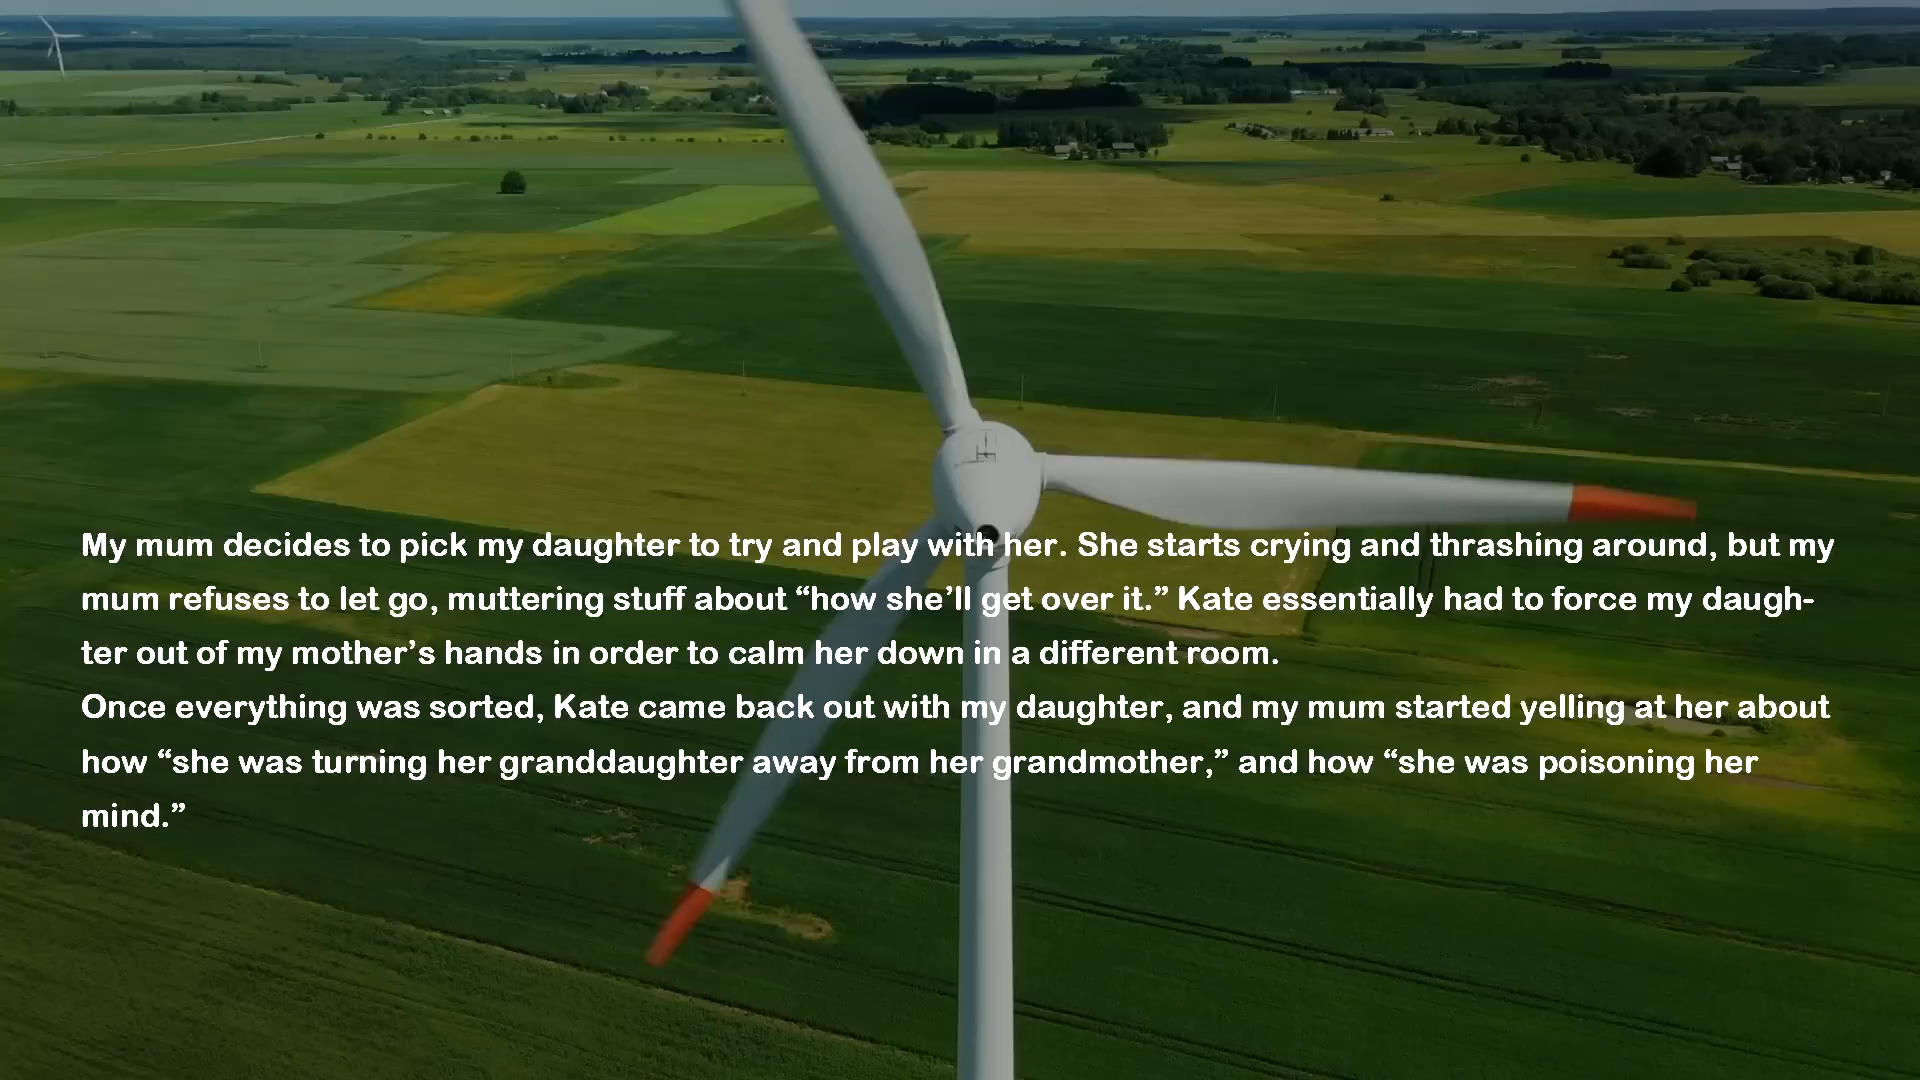 My mum decides to pick my daughter to try and play with her. She starts crying and thrashing around, but my
mum refuses to let go, muttering stuff about “how she’ll get over it.” Kate essentially had to force my daugh-
ter out of my mother’s hands in order to calm her down in a different room.
Once everything was sorted, Kate came back out with my daughter, and my mum started yelling at her about
how “she was turning her granddaughter away from her grandmother,” and how “she was poisoning her
mind.”